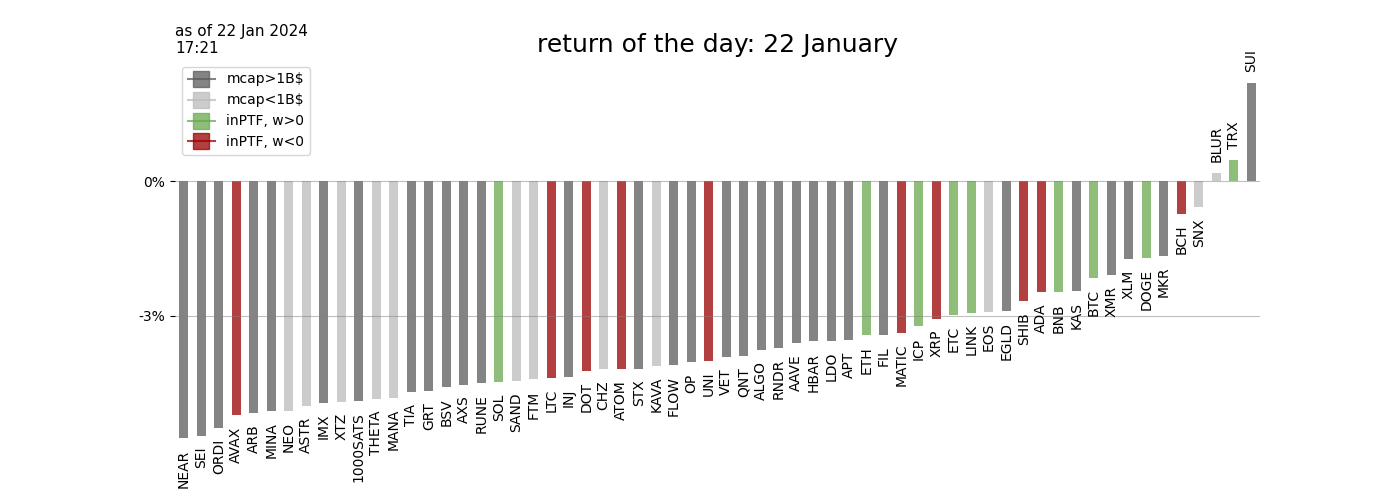 as of 22 Jan 2024
17:21
return of the day: 22 January
mcap>1B$
mcap<1B$
inPTF, w>0
inPTF, w<0
0%
-3%
NEAR
SEI
ORDI
AVAX
ARB
MINA
NEO
ASTR
IMX
XTZ
1000SATS
THETA
MANA
TIA
GRT
BSV
AXS
RUNE
SOL
SAND
FTM
LTC
INJ
DOT
CHZ
ATOM
STX
KAVA
FLOW
OP
UNI
VET
QNT
ALGO
RNDR
AAVE
HBAR
LDO
APT
ETH
FIL
MATIC
ICP
XRP
ETC
LINK
EOS
EGLD
SHIB
ADA
BNB
KAS
BTC
XMR
XLM
DOGE
MKR
BCH
SNX
BLUR
TRX
SUI